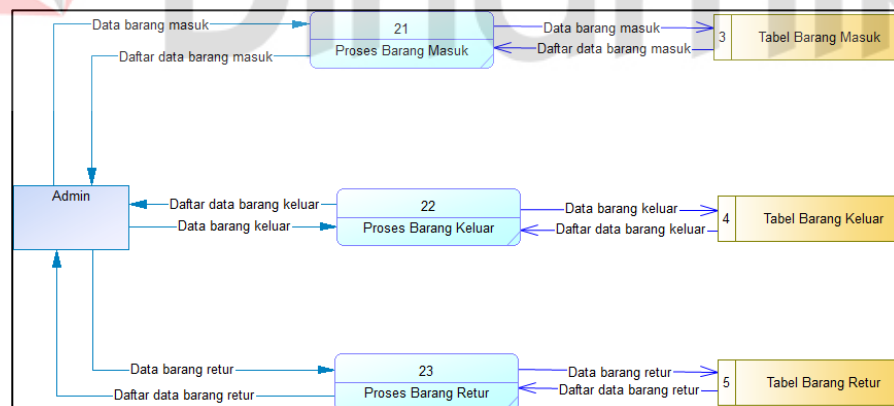 Data barang masuk
21
Proses Barang Masuk
Data barang masuk
3
Tabel Barang Masuk
Daftar data barang masuk
Daftar data barang masuk
Admin
Daftar data barang keluar
22
Proses Barang Keluar
Data barang keluar
4
Tabel Barang Keluar
Data barang keluar
Daftar data barang keluar
Data barang retur
23
Proses Barang Retur
Data barang retur
5
Tabel Barang Retur
Daftar data barang retur
Daftar data barang retur